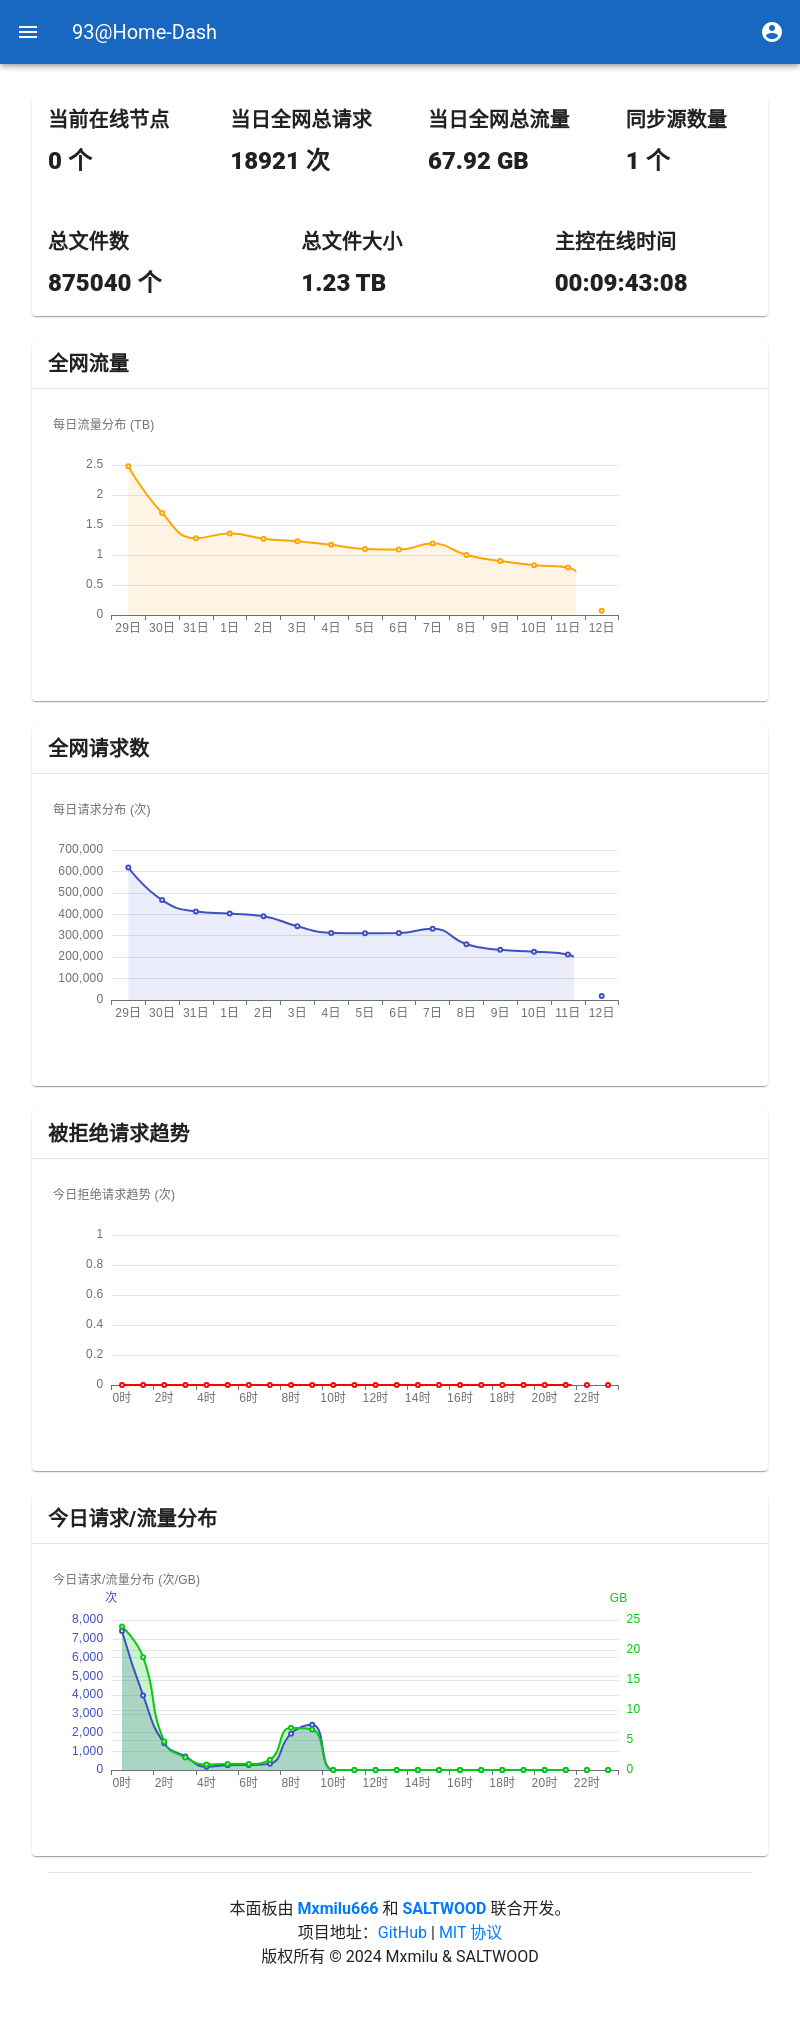 93@Home-Dash
当前在线节点 当日全网总请求 当日全网总流量 同步源数量
0 个 18921 次 67.92 GB 1 个
总文件数 总文件大小 主控在线时间
875040 个 1.23 TB 00:09:43:08
全网流量
每日流量分布 (TB)
2.5
2
1.5
1
0.5
0
29日 30日 31日 1日 2日 3日 4日 5日 6日 7日 8日 9日 10日 11日 12日
全网请求数
每日请求分布 (次)
700,000
600,000
500,000
400,000
300,000
200,000
100,000
0
29日 30日 31日 1日 2日 3日 4日 5日 6日 7日 8日 9日 10日 11日 12日
被拒绝请求趋势
今日拒绝请求趋势 (次)
1
0.8
0.6
0.4
0.2
0
0时 2时 4时 6时 8时 10时 12时 14时 16时 18时 20时 22时
今日请求/流量分布
今日请求/流量分布 (次/GB)
次 GB
8,000 25
7,000
6,000 20
5,000 15
4,000
3,000 10
2,000 5
1,000
0 0
0时 2时 4时 6时 8时 10时 12时 14时 16时 18时 20时 22时
本面板由 Mxmilu666 和 SALTWOOD 联合开发。
项目地址：GitHub | MIT 协议
版权所有 © 2024 Mxmilu & SALTWOOD